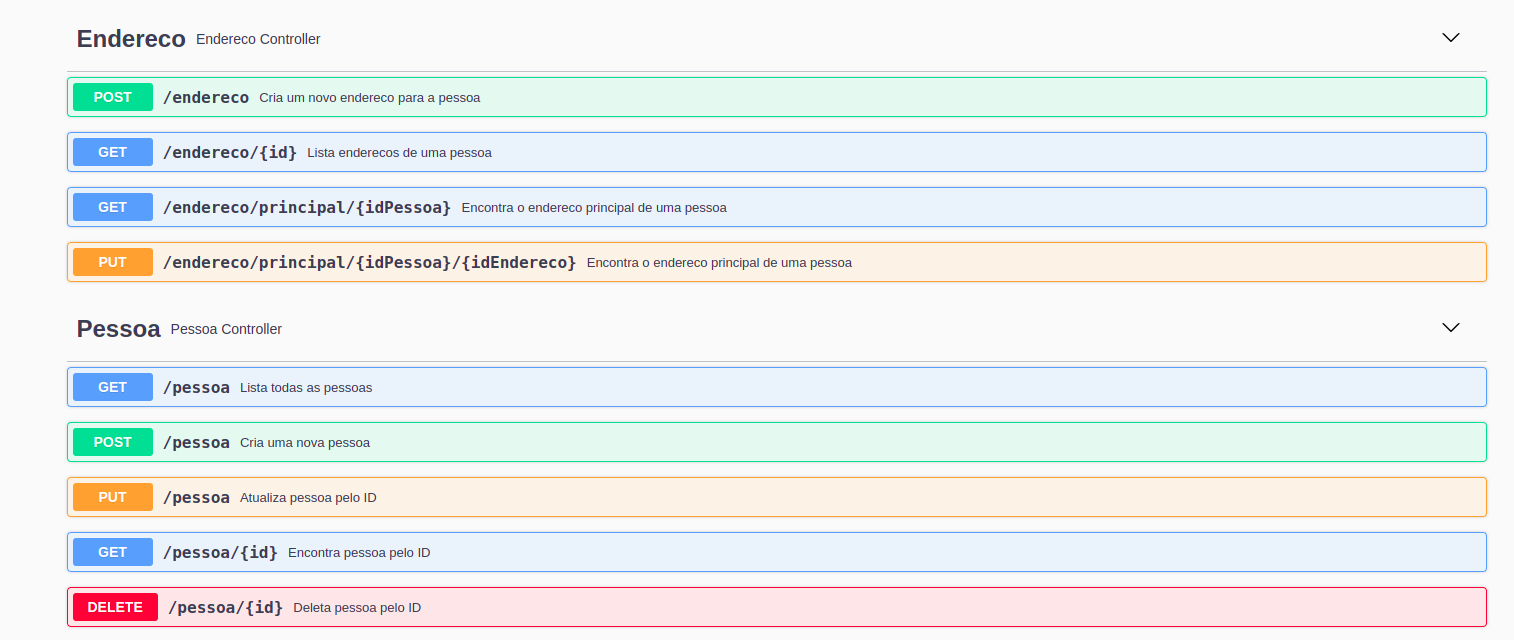 Endereco Endereco Controller
POST /endereco Cria um novo endereco para a pessoa
GET /endereco/{id} Lista enderecos de uma pessoa
GET /endereco/principal/{idPessoa} Encontra o endereco principal de uma pessoa
PUT /endereco/principal/{idPessoa}/{idEndereco} Encontra o endereco principal de uma pessoa
Pessoa Pessoa Controller
GET /pessoa Lista todas as pessoas
POST /pessoa Cria uma nova pessoa
PUT /pessoa Atualiza pessoa pelo ID
GET /pessoa/{id} Encontra pessoa pelo ID
DELETE /pessoa/{id} Deleta pessoa pelo ID